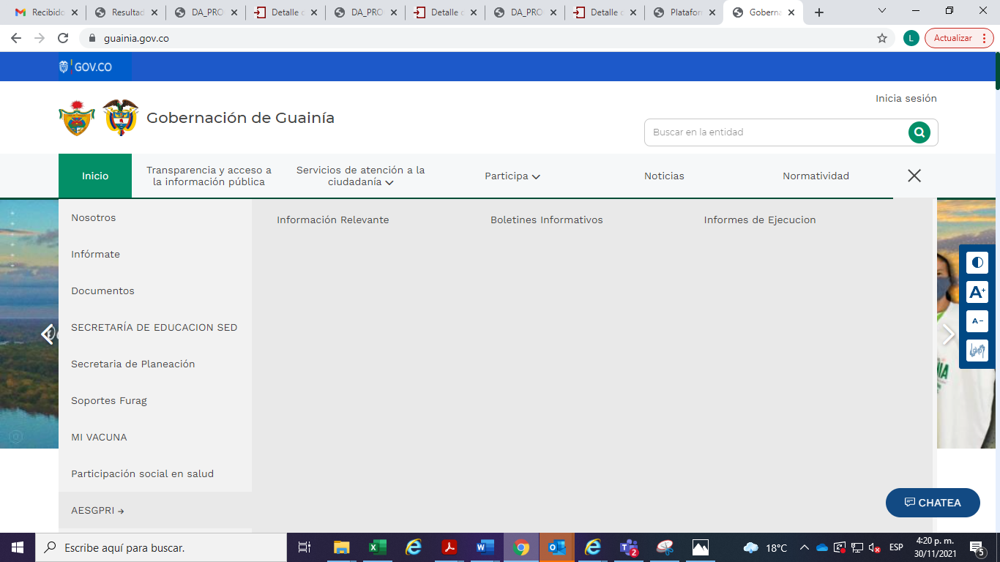 Recibido
Resultad
DA_PRO
Detalle
DA_PRO
Detalle
DA_PRO
Detalle
Platafor
Goberna
guainia.gov.co
L
Actualizar
GOV.CO
Gobernación de Guainía
Inicia sesión
Buscar en la entidad
Inicio
Transparencia y acceso a
la información pública
Servicios de atención a la
ciudadanía
Participa
Noticias
Normatividad
Nosotros
Información Relevante
Boletines Informativos
Informes de Ejecucion
Infórmate
Documentos
SECRETARÍA DE EDUCACION SED
Secretaria de Planeación
Soportes Furag
MI VACUNA
Participación social en salud
AESGPRI →
A+
A−
CHATEA
Escribe aquí para buscar.
2
18°C
ESP
4:20 p. m.
30/11/2021
5